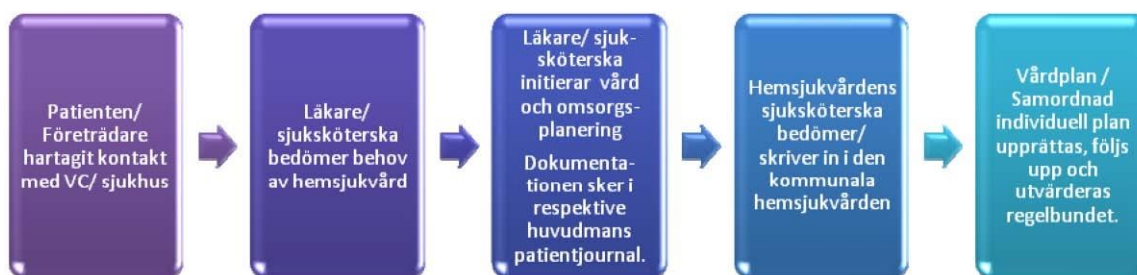 Patienten/
Företrädare
hartagit kontakt
med VC/ sjukhus
Läkare/
sjuksköterska
bedömer behov
av hemsjukvård
Läkare/ sjuk-
sköterska
initierar vård
och omsorgs-
planering
Dokumenta-
tionen sker i
respektive
huvudmans
patientjournal.
Hemsjukvårdens
sjuksköterska
bedömer/
skriver in i den
kommunala
hemsjukvården
Vårdplan /
Samordnad
individuell plan
upprättas, följs
upp och
utvärderas
regelbundet.